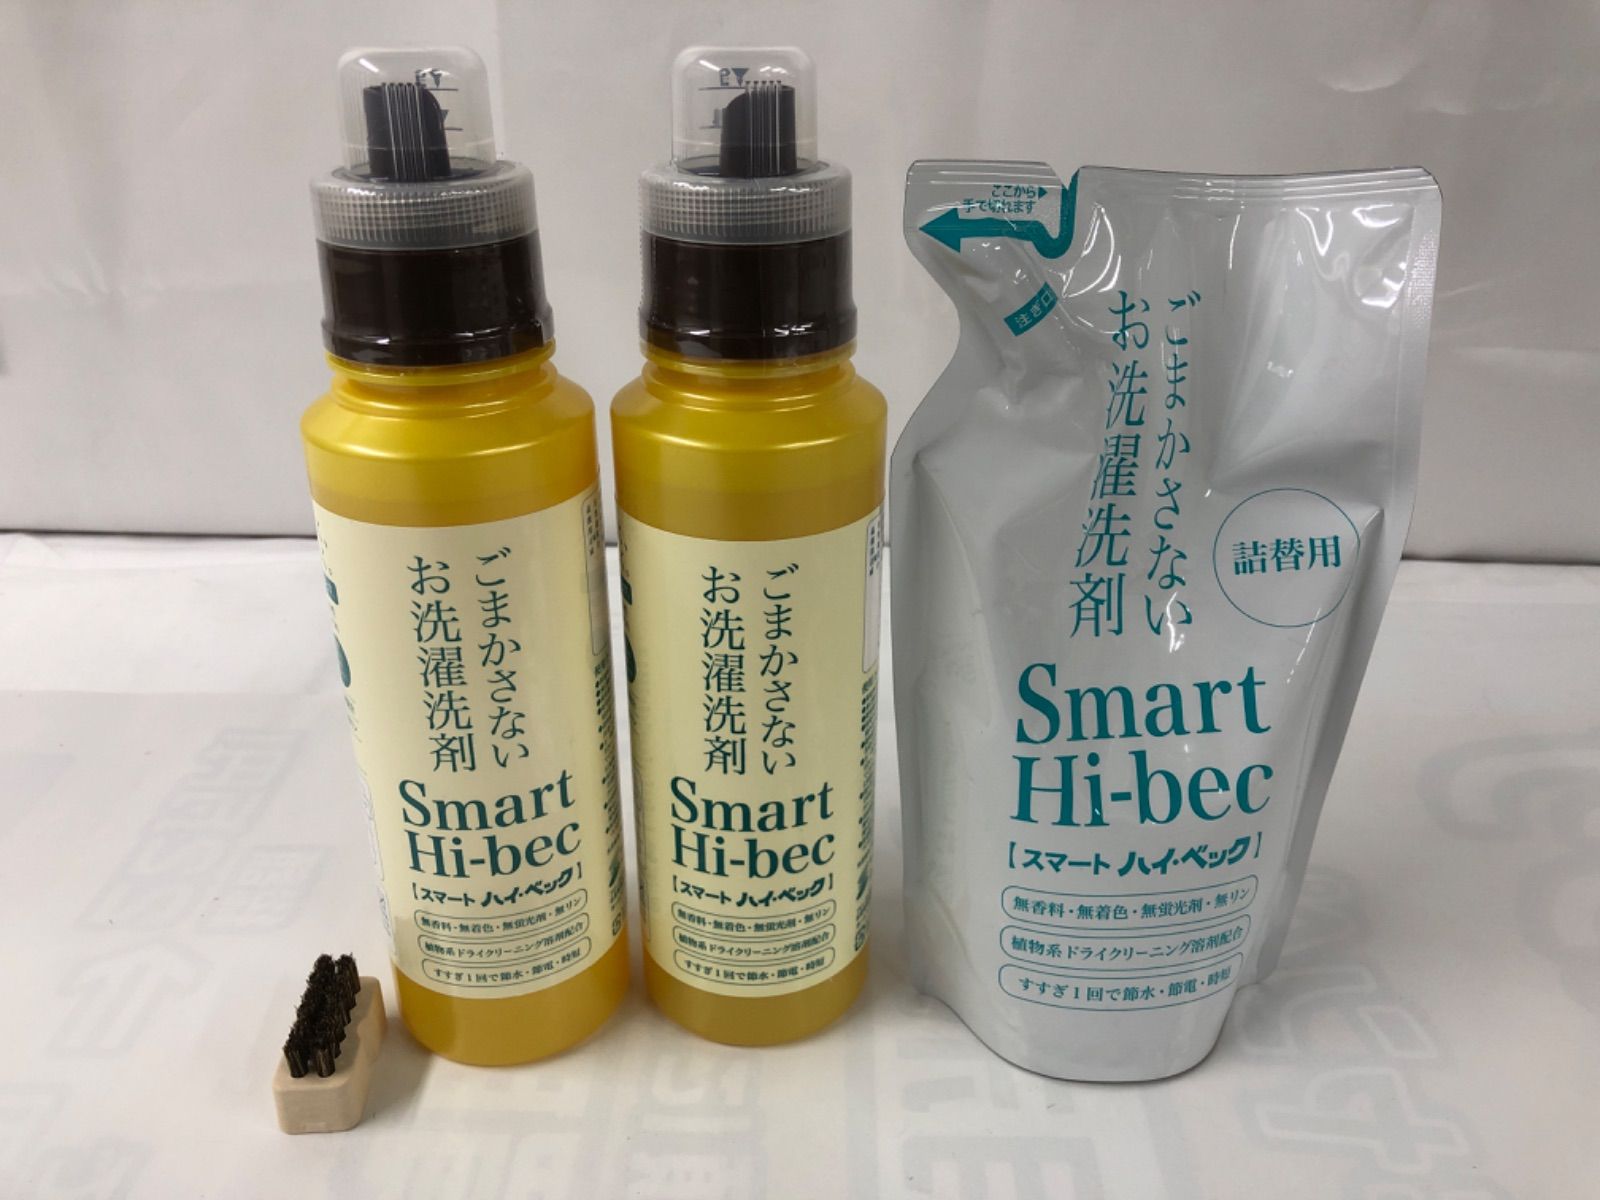 ごまかさない
お洗濯洗剤
Smart
Hi-bec
【スマート ハイ・ベック】
無香料・無着色・無蛍光剤・無リン
植物系ドライクリーニング溶剤配合
すすぎ1回で節水・節電・時短
ごまかさない
お洗濯洗剤
Smart
Hi-bec
【スマート ハイ・ベック】
無香料・無着色・無蛍光剤・無リン
植物系ドライクリーニング溶剤配合
すすぎ1回で節水・節電・時短
ここから▶
手で切れます
注ぎ口
ごまかさない
お洗濯洗剤
詰替用
Smart
Hi-bec
【スマート ハイ・ベック】
無香料・無着色・無蛍光剤・無リン
植物系ドライクリーニング溶剤配合
すすぎ1回で節水・節電・時短